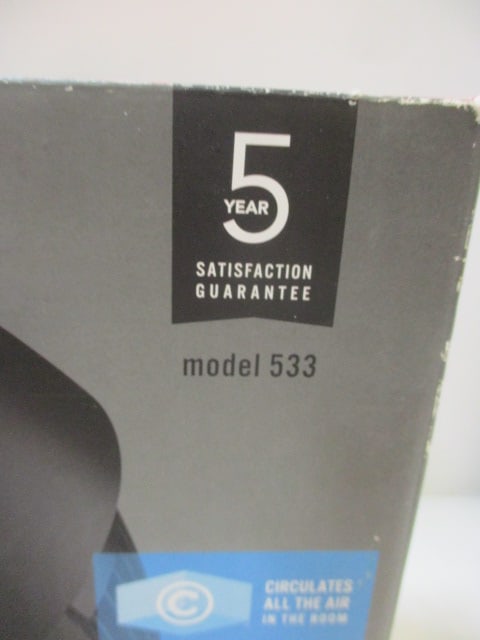 5
YEAR
SATISFACTION
GUARANTEE
model 533
C
CIRCULATES
ALL THE AIR
IN THE ROOM